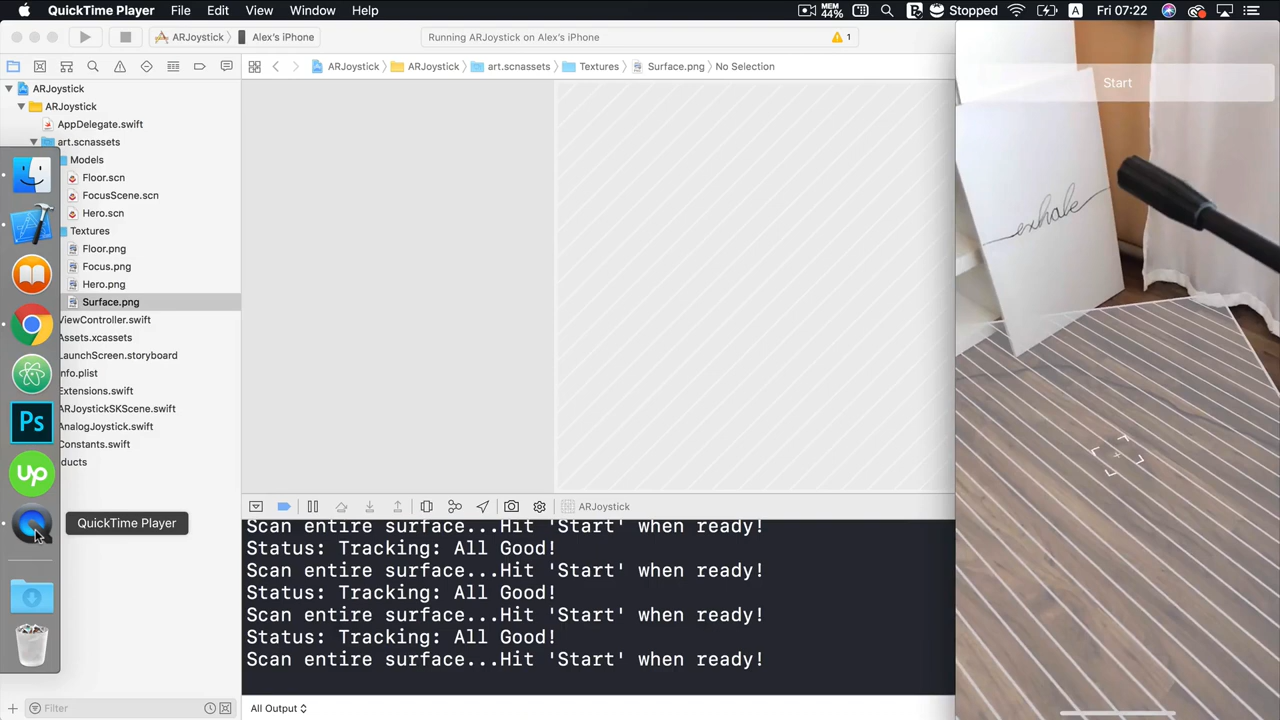 QuickTime Player File Edit View Window Help
MEM 44% Stopped A Fri 07:22
ARJoystick Alex's iPhone
Running ARJoystick on Alex's iPhone
1
ARJoystick ARJoystick art.scnassets Textures Surface.png No Selection
ARJoystick
ARJoystick
AppDelegate.swift
art.scnassets
Models
Floor.scn
FocusScene.scn
Hero.scn
Textures
Floor.png
Focus.png
Hero.png
Surface.png
ViewController.swift
Assets.xcassets
LaunchScreen.storyboard
nfo.plist
Extensions.swift
ARJoystickSKScene.swift
AnalogJoystick.swift
Constants.swift
ducts
Ps
Up
QuickTime Player
Filter
Start
exhale
ARJoystick
Scan entire surface...Hit 'Start' when ready!
Status: Tracking: All Good!
Scan entire surface...Hit 'Start' when ready!
Status: Tracking: All Good!
Scan entire surface...Hit 'Start' when ready!
Status: Tracking: All Good!
Scan entire surface...Hit 'Start' when ready!
All Output